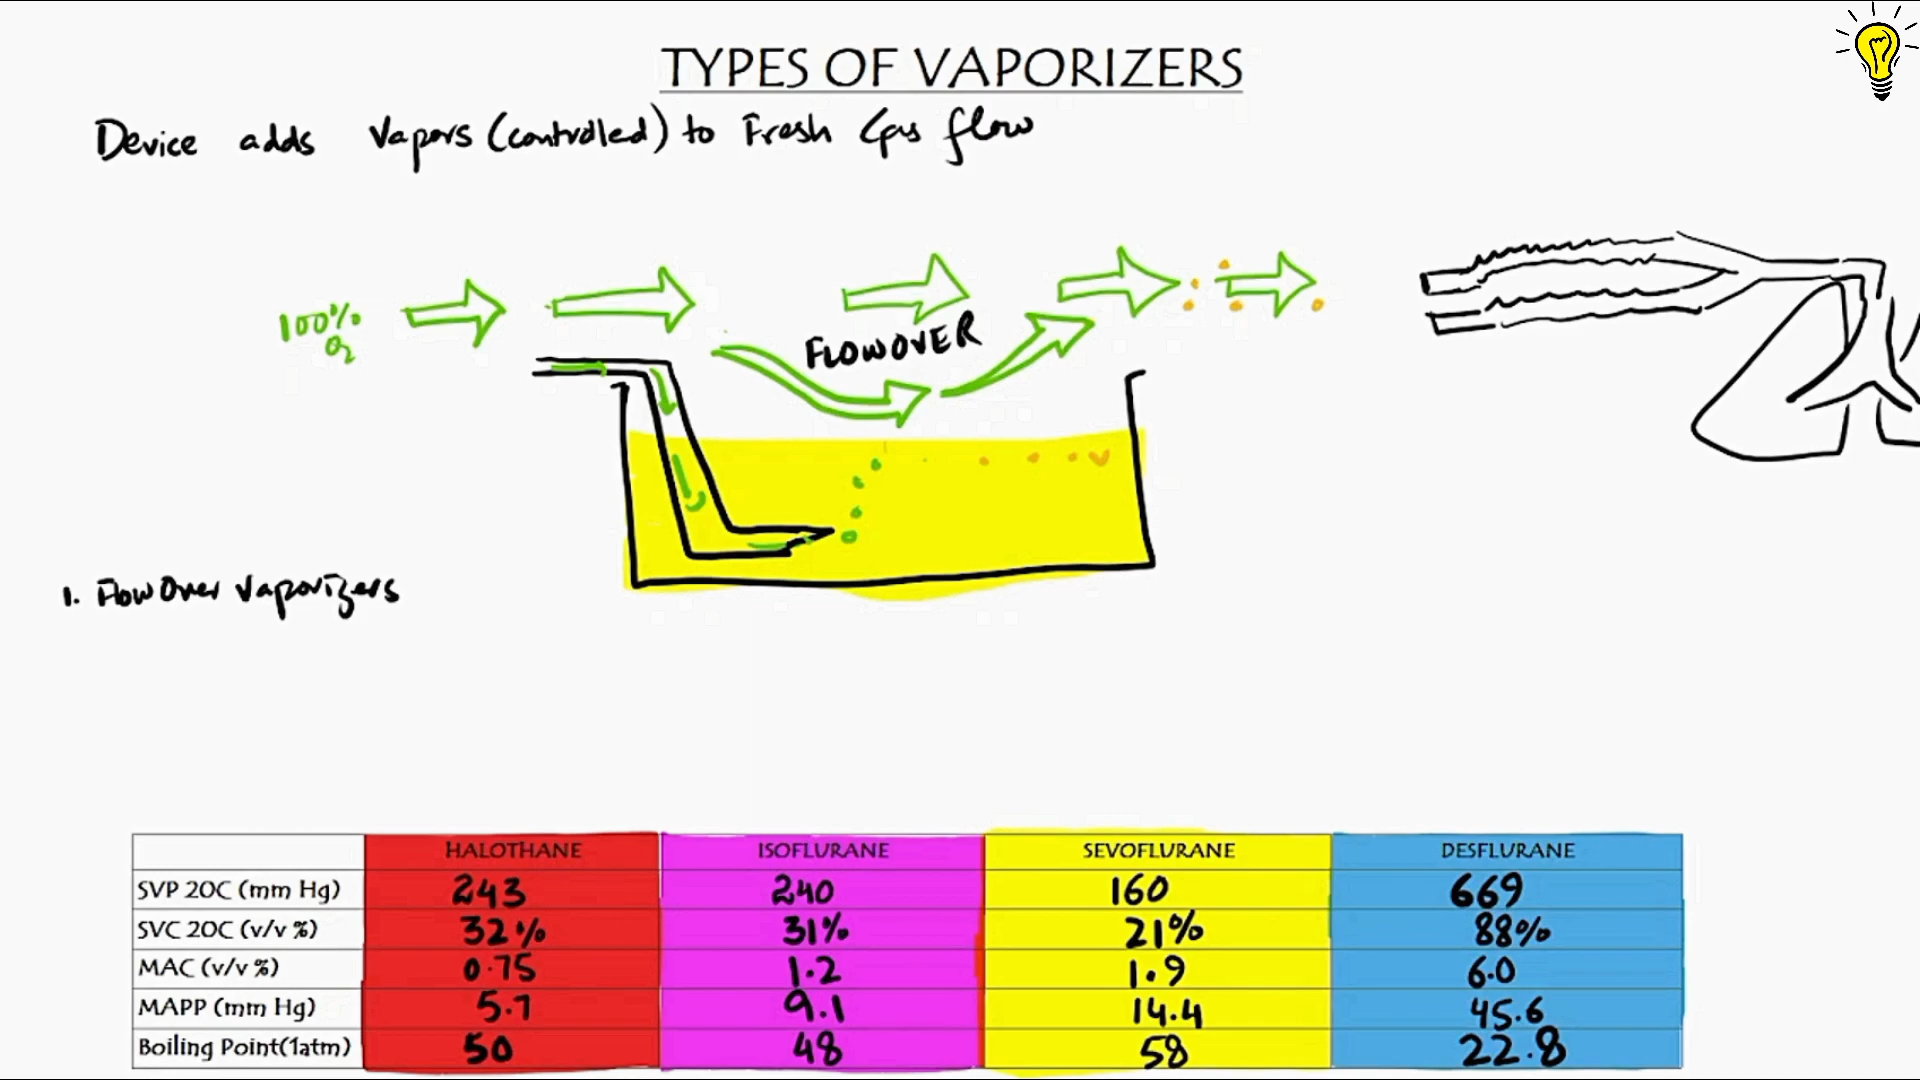 TYPES OF VAPORIZERS
Device adds Vapors (controlled) to Fresh Gas flow
100%
O2
FLOWOVER
1. FlowOver Vaporizers
HALOTHANE ISOFLURANE SEVOFLURANE DESFLURANE
SVP 20C (mm Hg) 243 240 160 669
SVC 20C (v/v %) 32% 31% 21% 88%
MAC (v/v %) 0.75 1.2 1.9 6.0
MAPP (mm Hg) 5.7 9.1 14.4 45.6
Boiling Point(1atm) 50 48 58 22.8